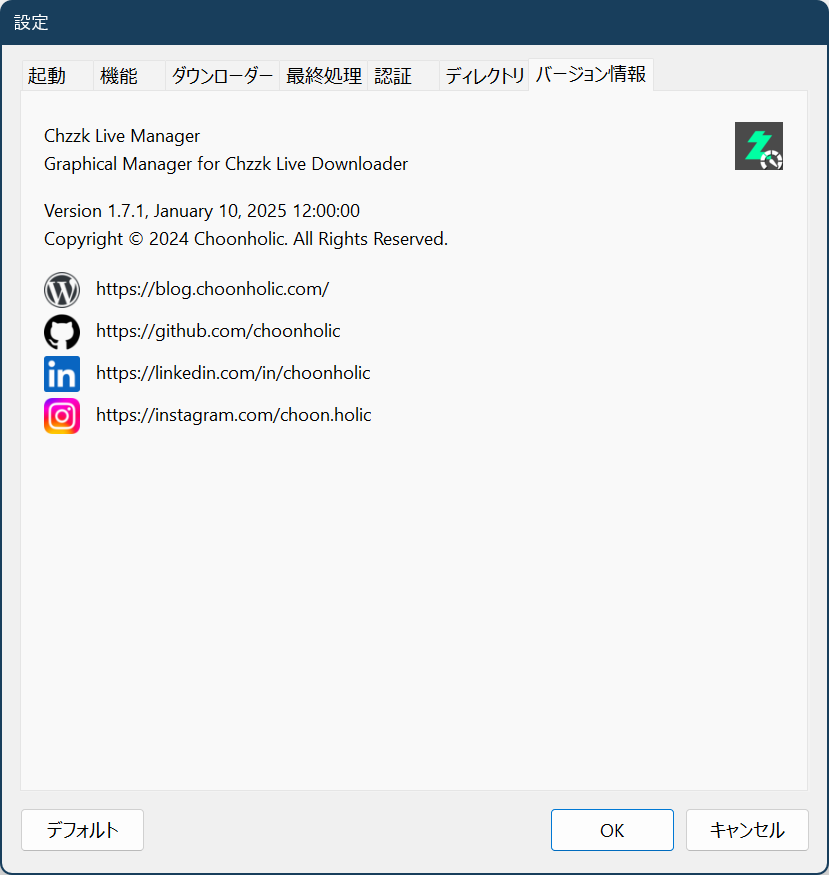 設定
起動 機能 ダウンローダー 最終処理 認証 ディレクトリ バージョン情報
Chzzk Live Manager
Graphical Manager for Chzzk Live Downloader
Version 1.7.1, January 10, 2025 12:00:00
Copyright © 2024 Choonholic. All Rights Reserved.
https://blog.choonholic.com/
https://github.com/choonholic
https://linkedin.com/in/choonholic
https://instagram.com/choon.holic
デフォルト OK キャンセル